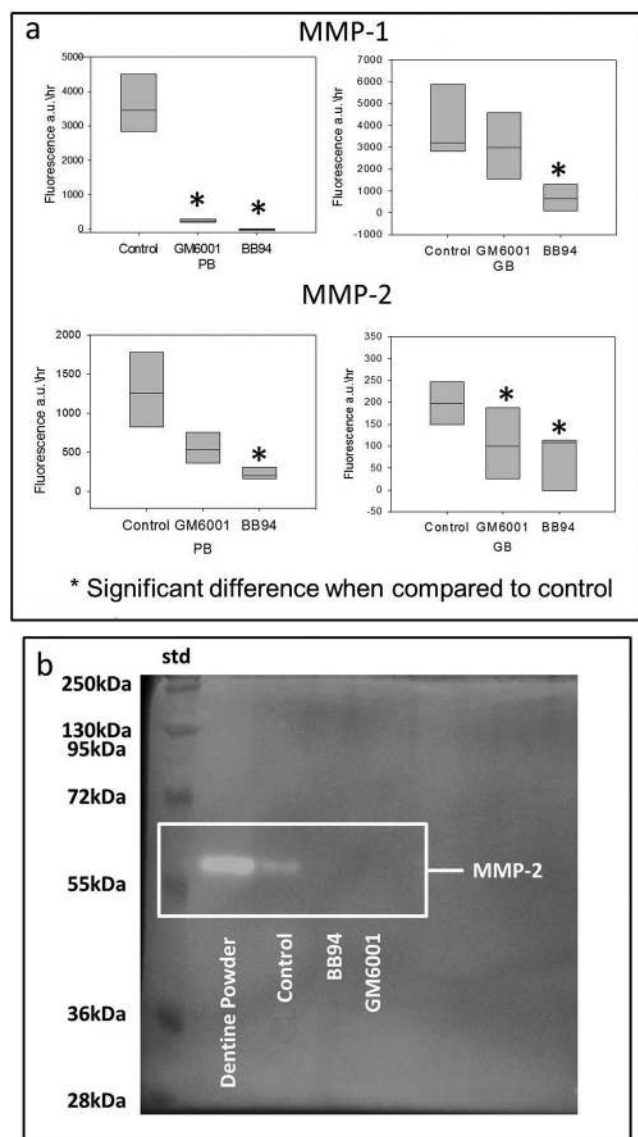 a
MMP-1
Fluorescence a.u.\hr
5000
4000
3000
2000
1000
0
Control GM6001 BB94
PB
* *
Fluorescence a.u.\hr
7000
6000
5000
4000
3000
2000
1000
0
-1000
Control GM6001 BB94
GB
*
MMP-2
Fluorescence a.u.\hr
2000
1500
1000
500
0
Control GM6001 BB94
PB
*
Fluorescence a.u.\hr
350
300
250
200
150
100
50
0
-50
Control GM6001 BB94
GB
* *
* Significant difference when compared to control
b
std
250kDa
130kDa
95kDa
72kDa
55kDa
36kDa
28kDa
MMP-2
Dentine Powder
Control
BB94
GM6001